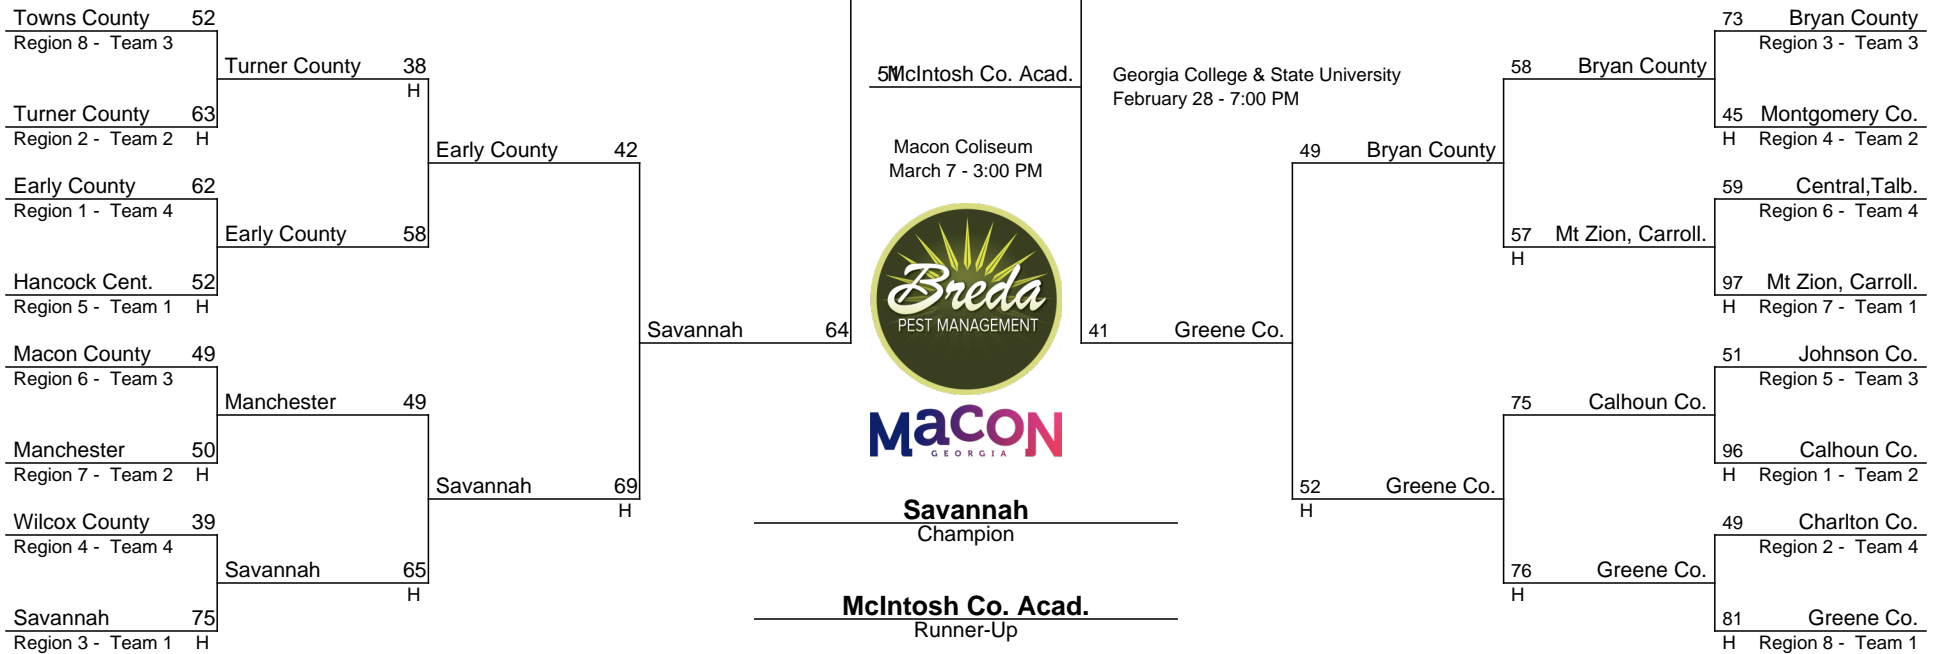 Towns County 52
Region 8 - Team 3
Turner County 38
H
Turner County 63
Region 2 - Team 2 H
Early County 42
Early County 62
Region 1 - Team 4
Early County 58
Hancock Cent. 52
Region 5 - Team 1 H
Savannah 64
Macon County 49
Region 6 - Team 3
Manchester 49
Manchester 50
Region 7 - Team 2 H
Savannah 69
H
Wilcox County 39
Region 4 - Team 4
Savannah 65
H
Savannah 75
Region 3 - Team 1 H
McIntosh Co. Acad.
Georgia College & State University
February 28 - 7:00 PM
Macon Coliseum
March 7 - 3:00 PM
Breda
PEST MANAGEMENT
MACON
GEORGIA
Savannah
Champion
McIntosh Co. Acad.
Runner-Up
73 Bryan County
Region 3 - Team 3
58 Bryan County
45 Montgomery Co.
H Region 4 - Team 2
49 Bryan County
59 Central,Talb.
Region 6 - Team 4
57 Mt Zion, Carroll.
H
97 Mt Zion, Carroll.
H Region 7 - Team 1
41 Greene Co.
51 Johnson Co.
Region 5 - Team 3
75 Calhoun Co.
96 Calhoun Co.
H Region 1 - Team 2
52 Greene Co.
H
49 Charlton Co.
Region 2 - Team 4
76 Greene Co.
H
81 Greene Co.
H Region 8 - Team 1